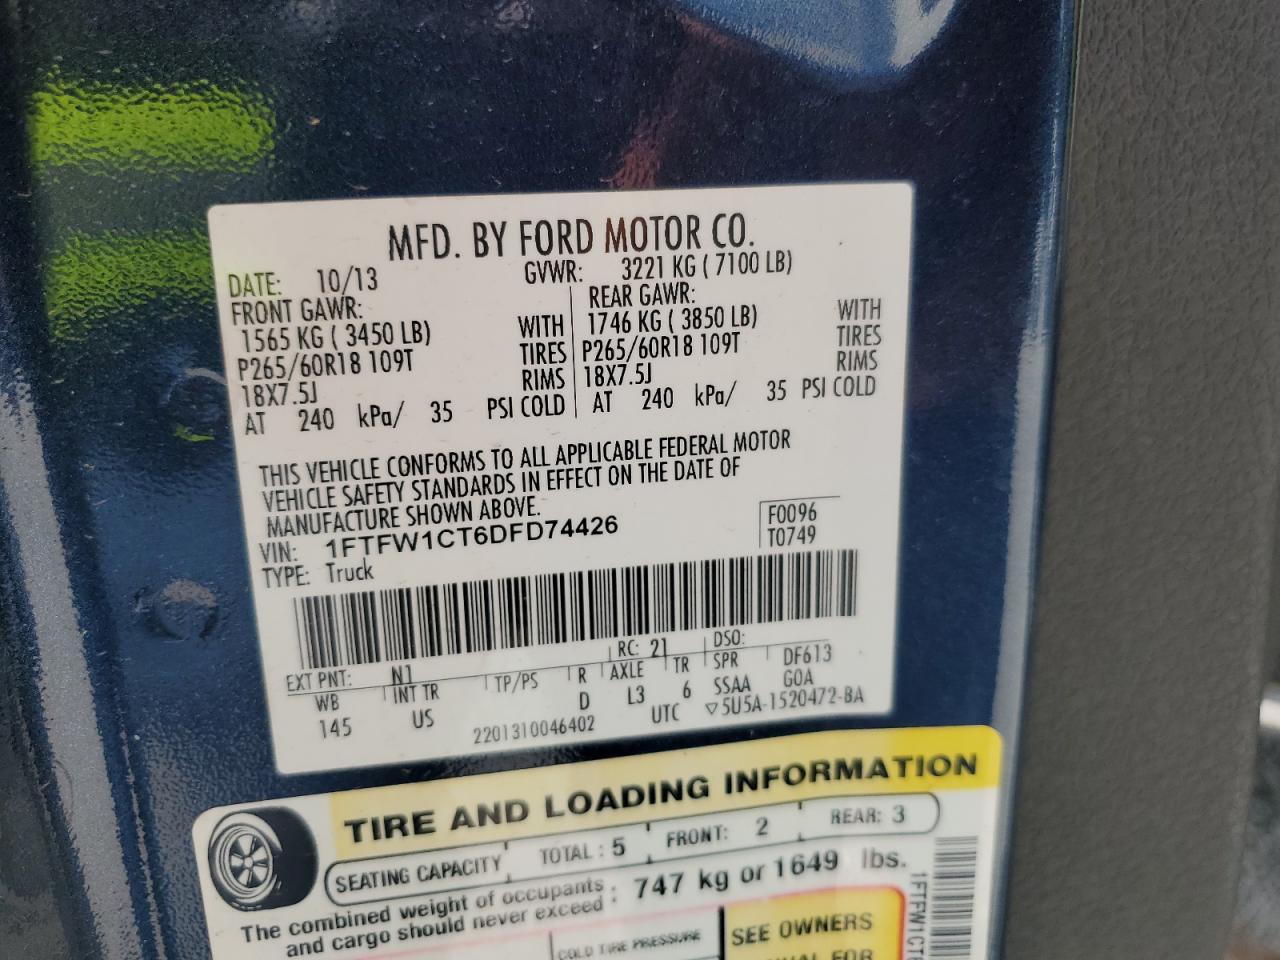 MFD. BY FORD MOTOR CO.
DATE: 10/13 GVWR: 3221 KG ( 7100 LB)
FRONT GAWR: REAR GAWR:
1565 KG ( 3450 LB) WITH 1746 KG ( 3850 LB) WITH
P265/60R18 109T TIRES P265/60R18 109T TIRES
18X7.5J RIMS 18X7.5J RIMS
AT 240 kPa/ 35 PSI COLD AT 240 kPa/ 35 PSI COLD
THIS VEHICLE CONFORMS TO ALL APPLICABLE FEDERAL MOTOR
VEHICLE SAFETY STANDARDS IN EFFECT ON THE DATE OF
MANUFACTURE SHOWN ABOVE.
VIN: 1FTFW1CT6DFD74426 F0096
TYPE: Truck T0749
EXT PNT: N1 RC: 21 DSO:
WB INT TR TP/PS R AXLE TR SPR DF613
145 US D L3 6 SSAA GOA
2201310046402 UTC ▽5U5A-1520472-BA
TIRE AND LOADING INFORMATION
SEATING CAPACITY TOTAL : 5 FRONT: 2 REAR: 3
The combined weight of occupants : 747 kg or 1649 lbs.
and cargo should never exceed :
COLD TIRE PRESSURE SEE OWNERS
FOR
1FTFW1CT6